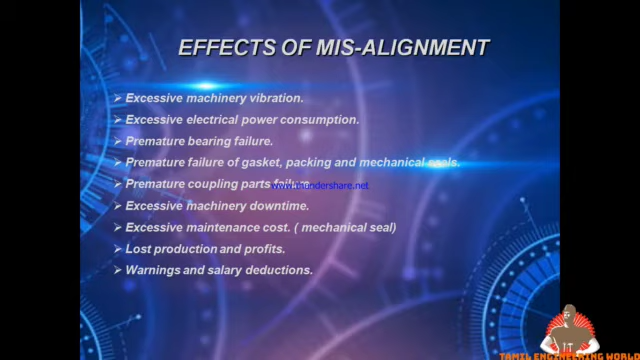 EFFECTS OF MIS-ALIGNMENT
Excessive machinery vibration.
Excessive electrical power consumption.
Premature bearing failure.
Premature failure of gasket, packing and mechanical seals.
Premature coupling parts failure.
www.thundershare.net
Excessive machinery downtime.
Excessive maintenance cost. ( mechanical seal)
Lost production and profits.
Warnings and salary deductions.
TAMIL ENGINEERING WORLD